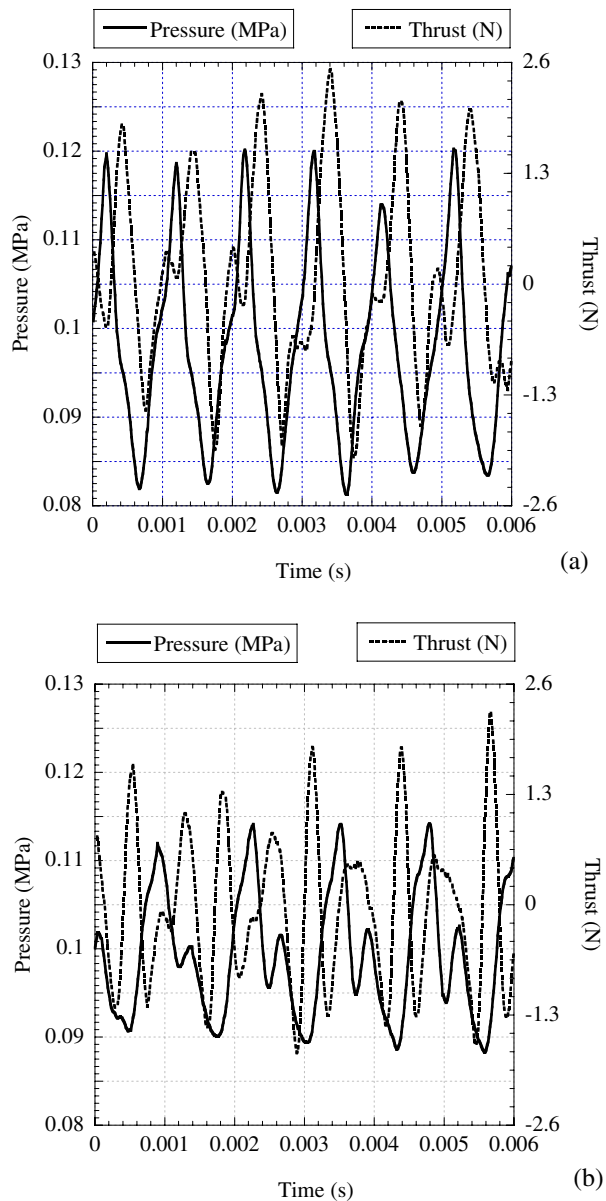 Pressure (MPa) Thrust (N)
0.13 2.6
0.12 1.3
0.11 0
0.1 -1.3
0.09
0.08 -2.6
Pressure (MPa)
Thrust (N)
0 0.001 0.002 0.003 0.004 0.005 0.006
Time (s)
(a)
Pressure (MPa) Thrust (N)
0.13 2.6
0.12 1.3
0.11 0
0.1 -1.3
0.09
0.08 -2.6
Pressure (MPa)
Thrust (N)
0 0.001 0.002 0.003 0.004 0.005 0.006
Time (s)
(b)